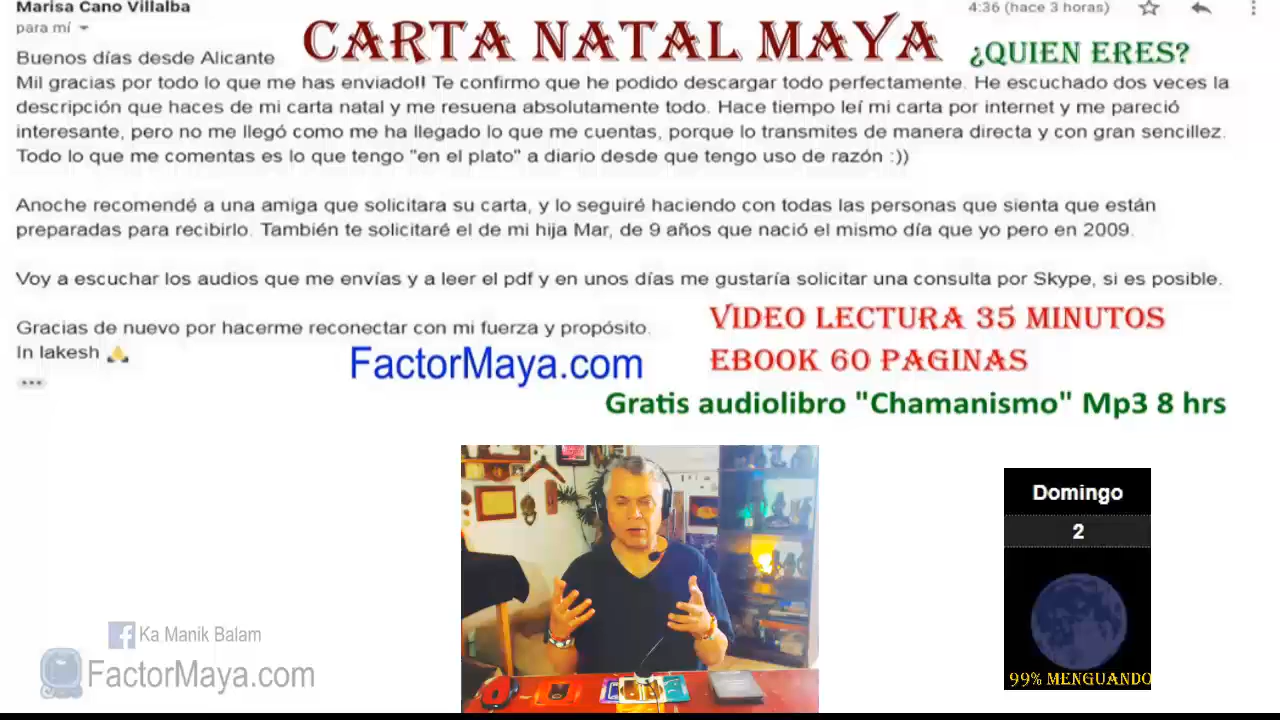 Marisa Cano Villalba
4:36 (hace 3 horas)
para mí
CARTA NATAL MAYA
¿QUIEN ERES?
Buenos días desde Alicante
Mil gracias por todo lo que me has enviado!! Te confirmo que he podido descargar todo perfectamente. He escuchado dos veces la
descripción que haces de mi carta natal y me resuena absolutamente todo. Hace tiempo leí mi carta por internet y me pareció
interesante, pero no me llegó como me ha llegado lo que me cuentas, porque lo transmites de manera directa y con gran sencillez.
Todo lo que me comentas es lo que tengo "en el plato" a diario desde que tengo uso de razón :))
Anoche recomendé a una amiga que solicitara su carta, y lo seguiré haciendo con todas las personas que sienta que están
preparadas para recibirlo. También te solicitaré el de mi hija Mar, de 9 años que nació el mismo día que yo pero en 2009.
Voy a escuchar los audios que me envías y a leer el pdf y en unos días me gustaría solicitar una consulta por Skype, si es posible.
Gracias de nuevo por hacerme reconectar con mi fuerza y propósito.
In lakesh
VIDEO LECTURA 35 MINUTOS
FactorMaya.com
EBOOK 60 PAGINAS
Gratis audiolibro "Chamanismo" Mp3 8 hrs
Domingo
2
99% MENGUANDO
Ka Manik Balam
FactorMaya.com